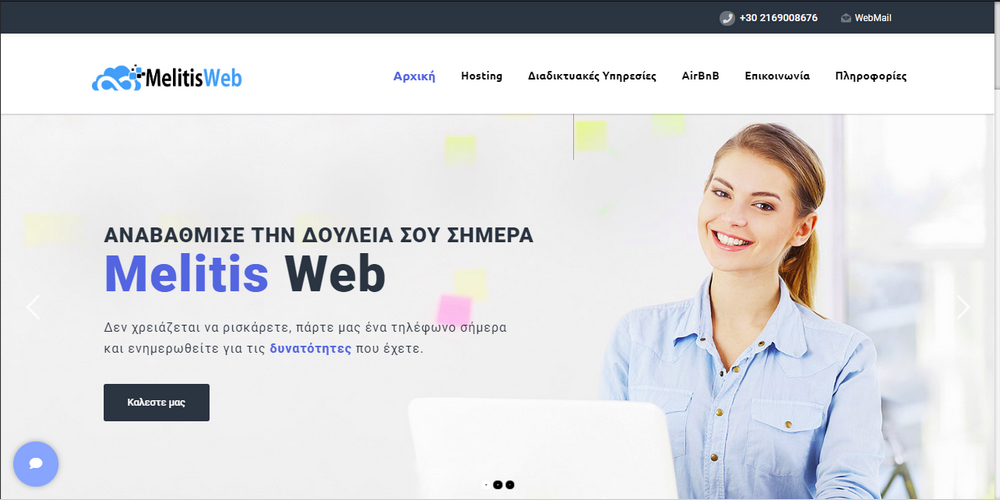 +30 2169008676
WebMail
MelitisWeb
Αρχική
Hosting
Διαδικτυακές Υπηρεσίες
AirBnB
Επικοινωνία
Πληροφορίες
ΑΝΑΒΑΘΜΙΣΕ ΤΗΝ ΔΟΥΛΕΙΑ ΣΟΥ ΣΗΜΕΡΑ
Melitis Web
Δεν χρειάζεται να ρισκάρετε, πάρτε μας ένα τηλέφωνο σήμερα
και ενημερωθείτε για τις δυνατότητες που έχετε.
Καλεστε μας